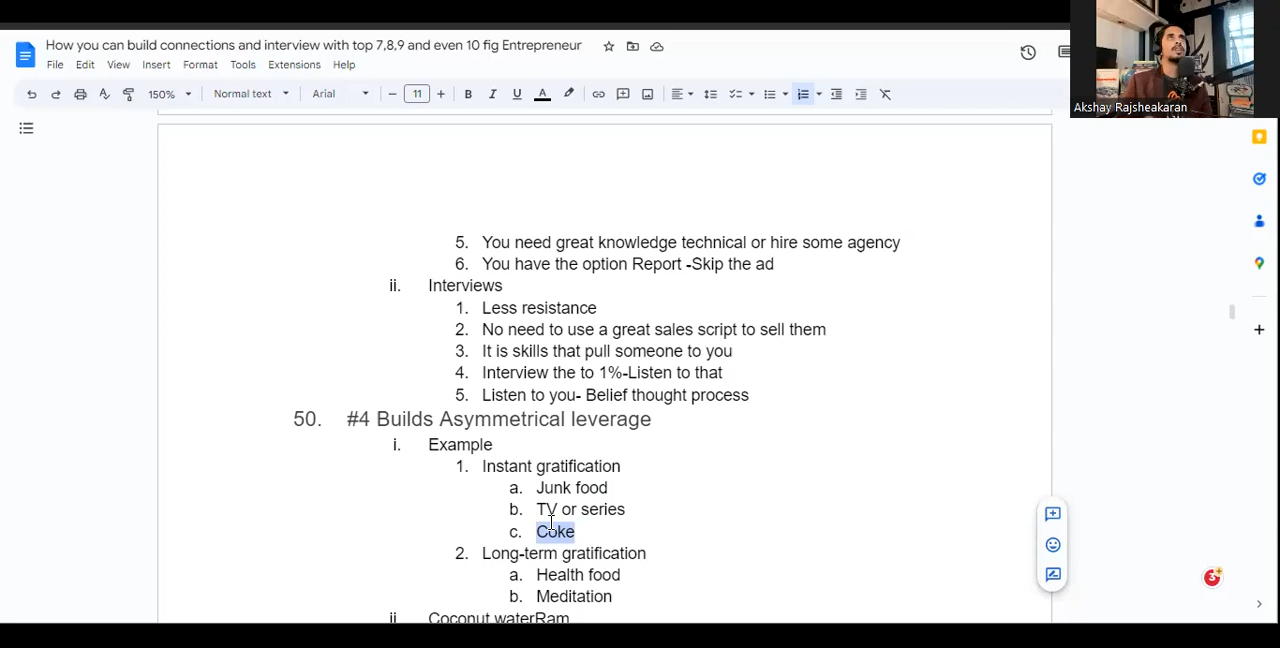 How you can build connections and interview with top 7,8,9 and even 10 fig Entrepreneur
File Edit View Insert Format Tools Extensions Help
150% Normal text Arial 11 B I U A
Akshay Rajsheakaran
5. You need great knowledge technical or hire some agency
6. You have the option Report -Skip the ad
ii. Interviews
1. Less resistance
2. No need to use a great sales script to sell them
3. It is skills that pull someone to you
4. Interview the to 1%-Listen to that
5. Listen to you- Belief thought process
50. #4 Builds Asymmetrical leverage
i. Example
1. Instant gratification
a. Junk food
b. TV or series
c. Coke
2. Long-term gratification
a. Health food
b. Meditation
ii. Coconut waterRam
3